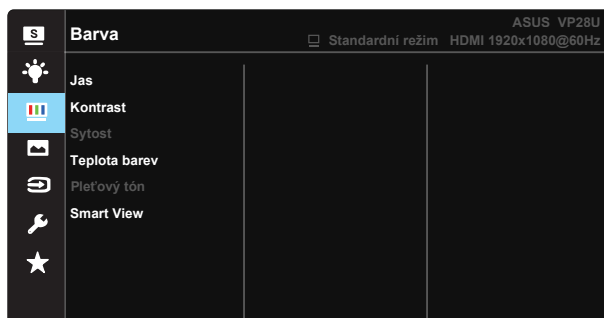 S
Barva
ASUS VP28U
Standardní režim HDMI 1920x1080@60Hz
Jas
Kontrast
Sytost
Teplota barev
Pleťový tón
Smart View